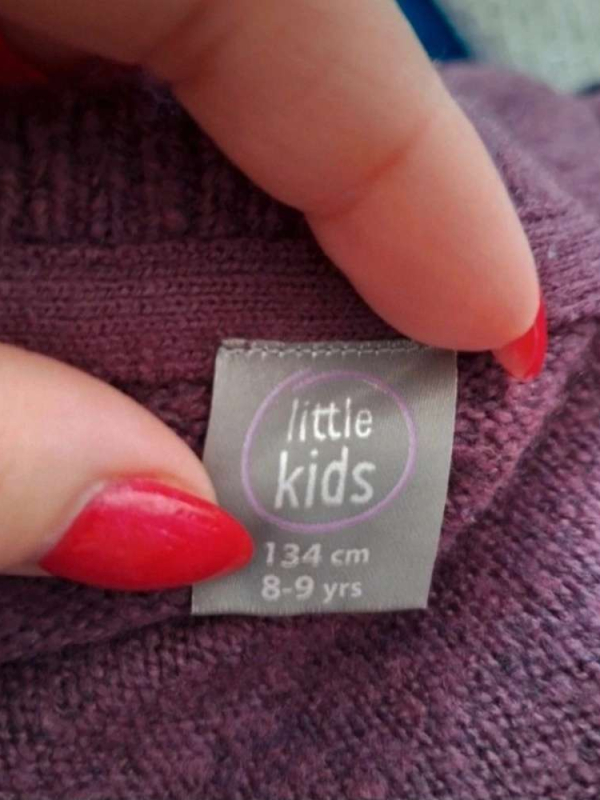 little
kids
134 cm
8-9 yrs